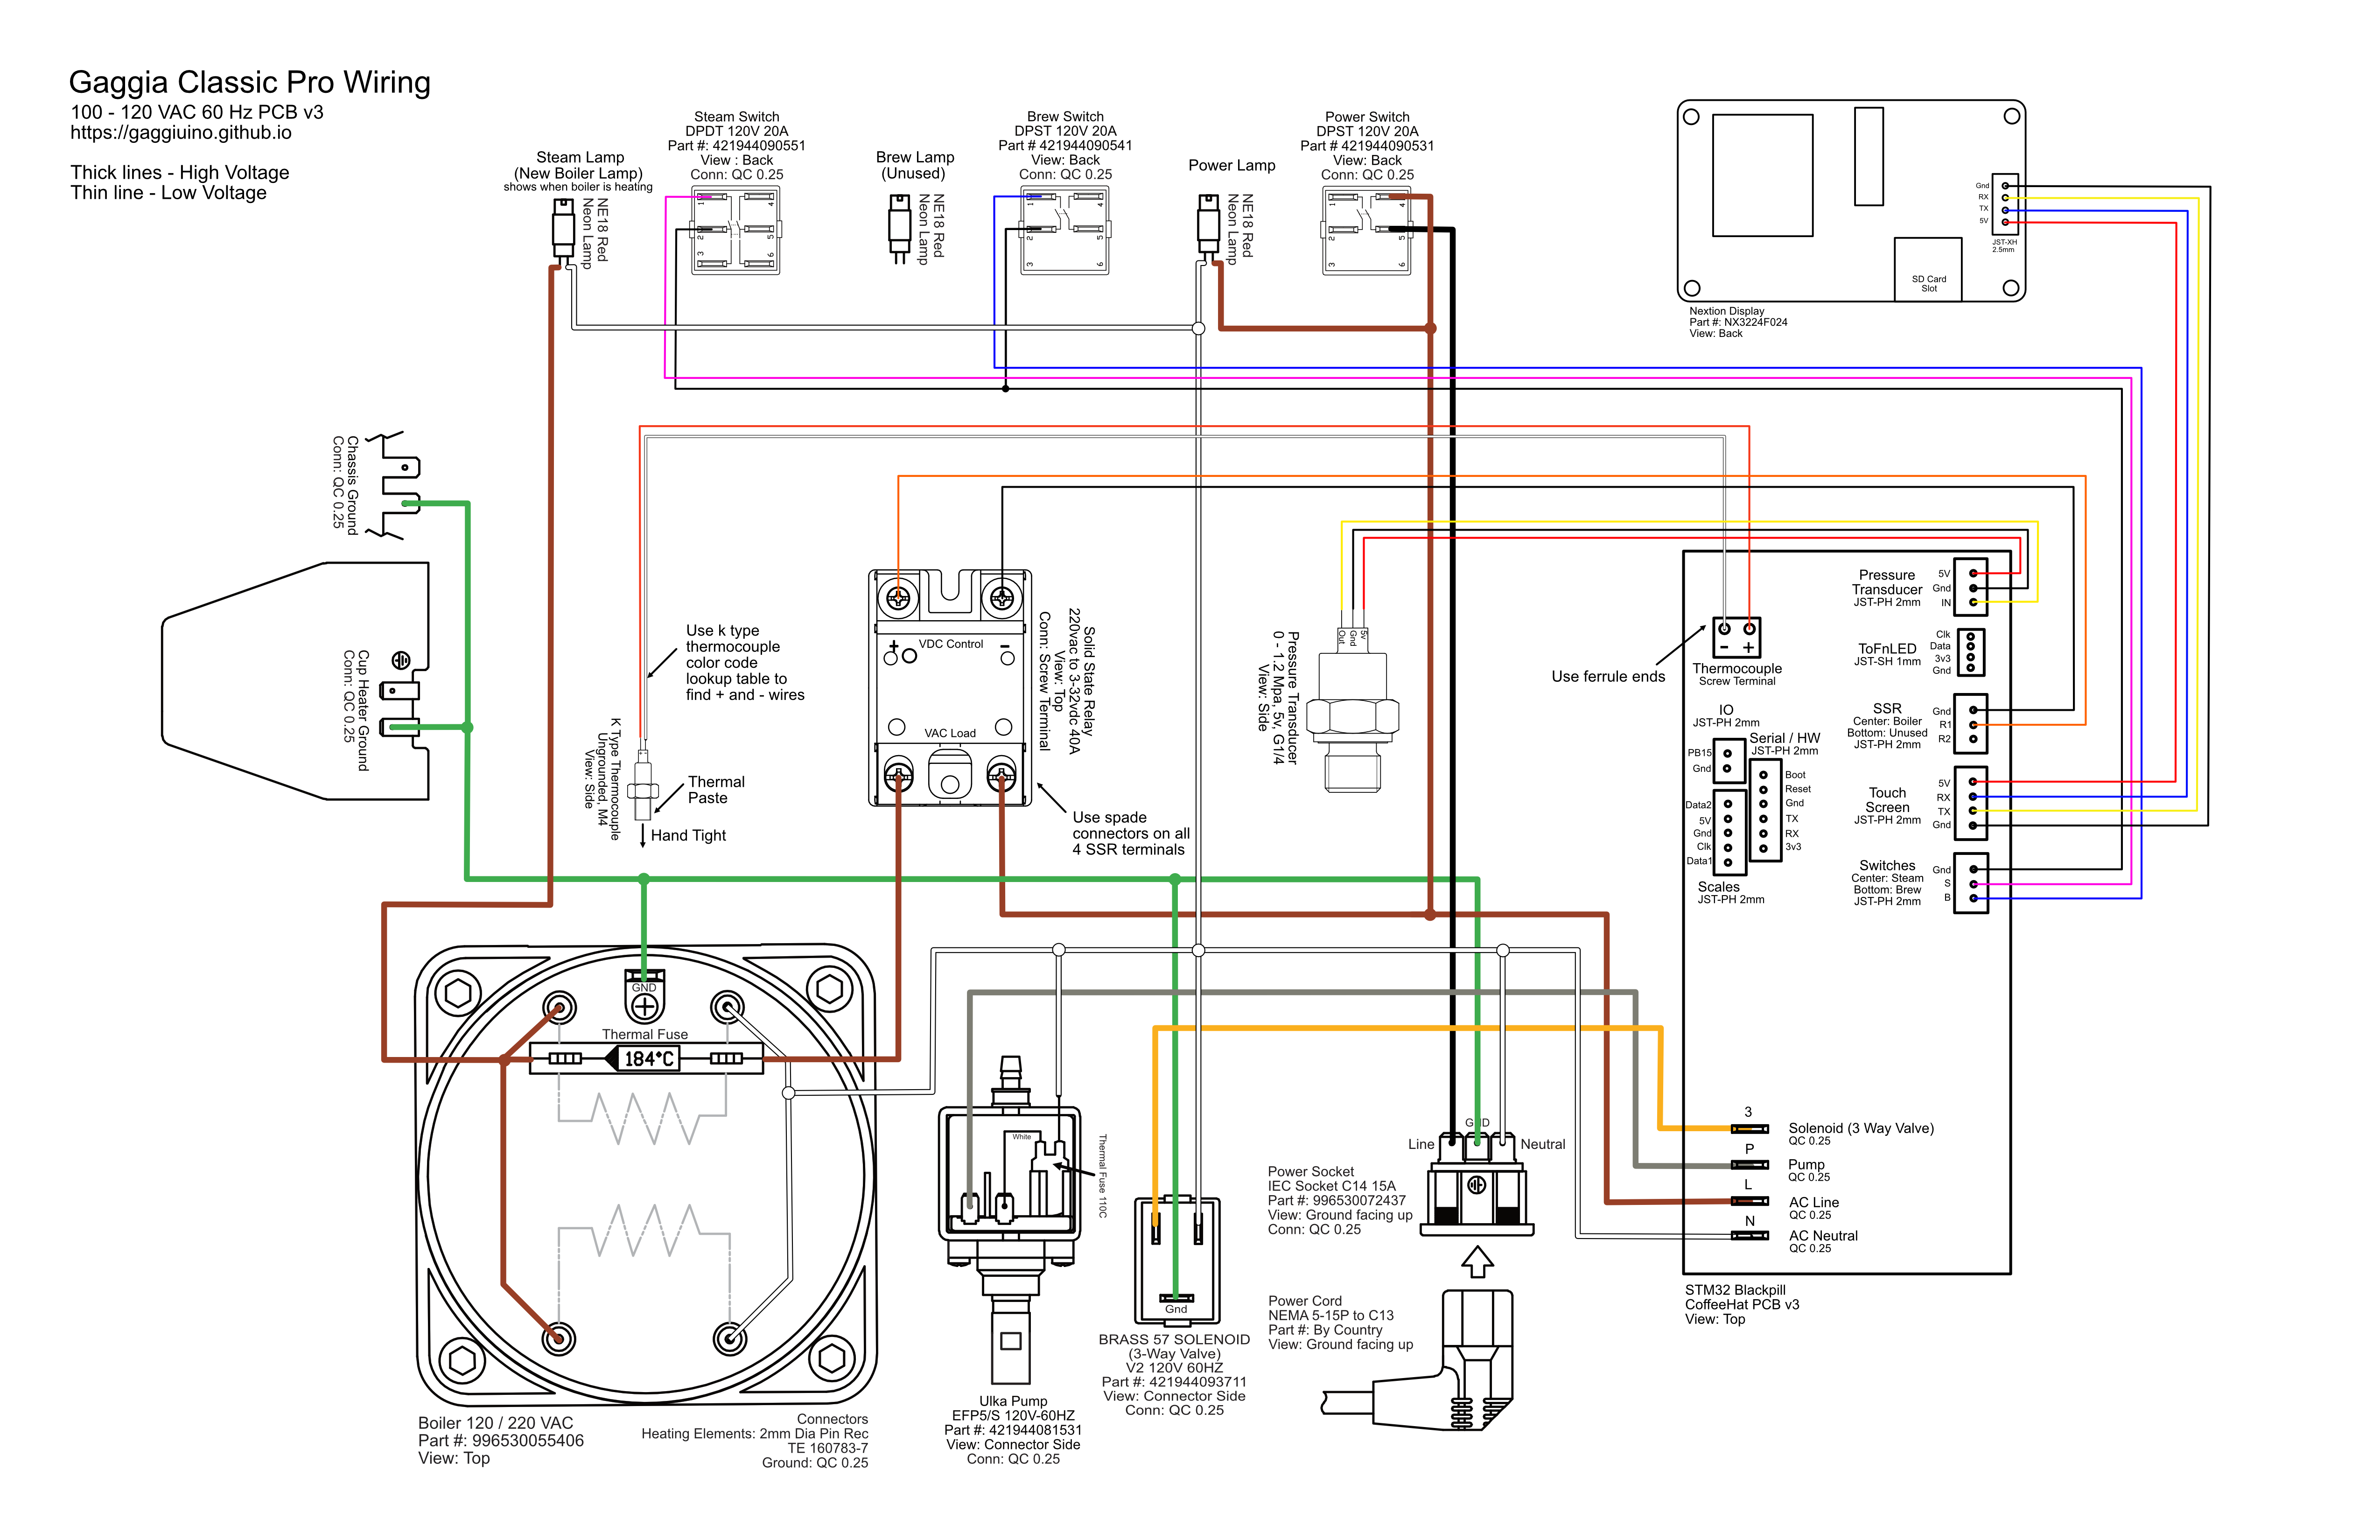 Gaggia Classic Pro Wiring
100 - 120 VAC 60 Hz PCB v3
https://gaggiuino.github.io
Thick lines - High Voltage
Thin line - Low Voltage
Steam Lamp
(New Boiler Lamp)
shows when boiler is heating
NE18 Red
Neon Lamp
Steam Switch
DPDT 120V 20A
Part #: 421944090551
View : Back
Conn: QC 0.25
1
2
3
4
5
6
Brew Lamp
(Unused)
NE18 Red
Neon Lamp
Brew Switch
DPST 120V 20A
Part # 421944090541
View: Back
Conn: QC 0.25
1
2
3
4
5
6
Power Lamp
NE18 Red
Neon Lamp
Power Switch
DPST 120V 20A
Part #: 421944090531
View: Back
Conn: QC 0.25
1
2
3
4
5
6
Gnd
RX
TX
5V
JST-XH
2.5mm
SD Card
Slot
Nextion Display
Part #: NX3224F024
View: Back
Chassis Ground
Conn: QC 0.25
Cup Heater Ground
Conn: QC 0.25
Use k type
thermocouple
color code
lookup table to
find + and - wires
K Type Thermocouple
Ungrounded, M4
View: Side
Thermal
Paste
Hand Tight
+
VDC Control
-
VAC Load
Solid State Relay
220vac to 3-32vdc 40A
View: Top
Conn: Screw Terminal
Use spade
connectors on all
4 SSR terminals
Out
Gnd
5v
Pressure Transducer
0 - 1.2 Mpa, 5v, G1/4
View: Side
Use ferrule ends
- +
Thermocouple
Screw Terminal
Pressure
Transducer
JST-PH 2mm
5V
Gnd
IN
ToFnLED
JST-SH 1mm
Clk
Data
3v3
Gnd
SSR
Center: Boiler
Bottom: Unused
JST-PH 2mm
Gnd
R1
R2
IO
JST-PH 2mm
PB15
Gnd
Serial / HW
JST-PH 2mm
Boot
Reset
Gnd
TX
RX
3v3
Data2
5V
Gnd
Clk
Data1
Scales
JST-PH 2mm
Touch
Screen
JST-PH 2mm
5V
RX
TX
Gnd
Switches
Center: Steam
Bottom: Brew
JST-PH 2mm
Gnd
S
B
3
Solenoid (3 Way Valve)
QC 0.25
P
Pump
QC 0.25
L
AC Line
QC 0.25
N
AC Neutral
QC 0.25
STM32 Blackpill
CoffeeHat PCB v3
View: Top
GND
Thermal Fuse
184°C
Boiler 120 / 220 VAC
Part #: 996530055406
View: Top
Connectors
Heating Elements: 2mm Dia Pin Rec
TE 160783-7
Ground: QC 0.25
White
Thermal Fuse 110C
Ulka Pump
EFP5/S 120V-60HZ
Part #: 421944081531
View: Connector Side
Conn: QC 0.25
Gnd
BRASS 57 SOLENOID
(3-Way Valve)
V2 120V 60HZ
Part #: 421944093711
View: Connector Side
Conn: QC 0.25
GND
Line
Neutral
Power Socket
IEC Socket C14 15A
Part #: 996530072437
View: Ground facing up
Conn: QC 0.25
Power Cord
NEMA 5-15P to C13
Part #: By Country
View: Ground facing up